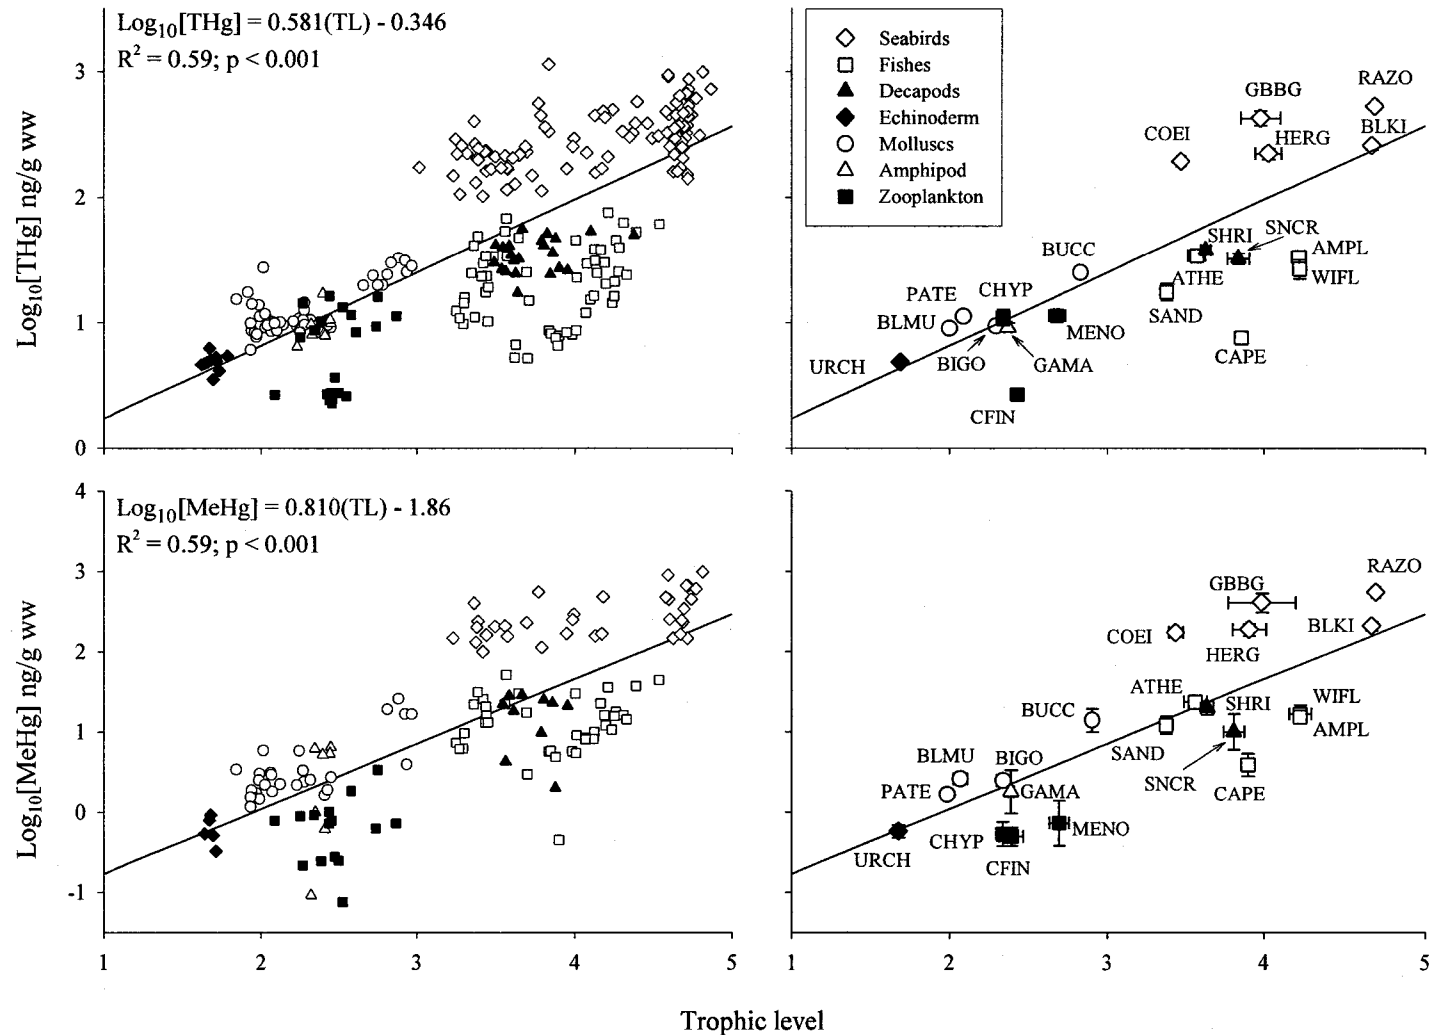 Log10[THg] = 0.581(TL) - 0.346
R2 = 0.59; p < 0.001
Log10[THg] ng/g ww
3
2
1
0
Seabirds
Fishes
Decapods
Echinoderm
Molluscs
Amphipod
Zooplankton
RAZO
GBBG
BLKI
COEI
HERG
SNCR
SHRI
AMPL
BUCC
ATHE
WIFL
PATE
CHYP
SAND
BLMU
MENO
CAPE
URCH
BIGO
GAMA
CFIN
Log10[MeHg] = 0.810(TL) - 1.86
R2 = 0.59; p < 0.001
Log10[MeHg] ng/g ww
4
3
2
1
0
-1
1
2
3
4
5
RAZO
GBBG
COEI
BLKI
HERG
ATHE
WIFL
BUCC
SHRI
AMPL
SAND
BLMU
BIGO
SNCR
PATE
GAMA
CAPE
CHYP
MENO
URCH
CFIN
1
2
3
4
5
Trophic level